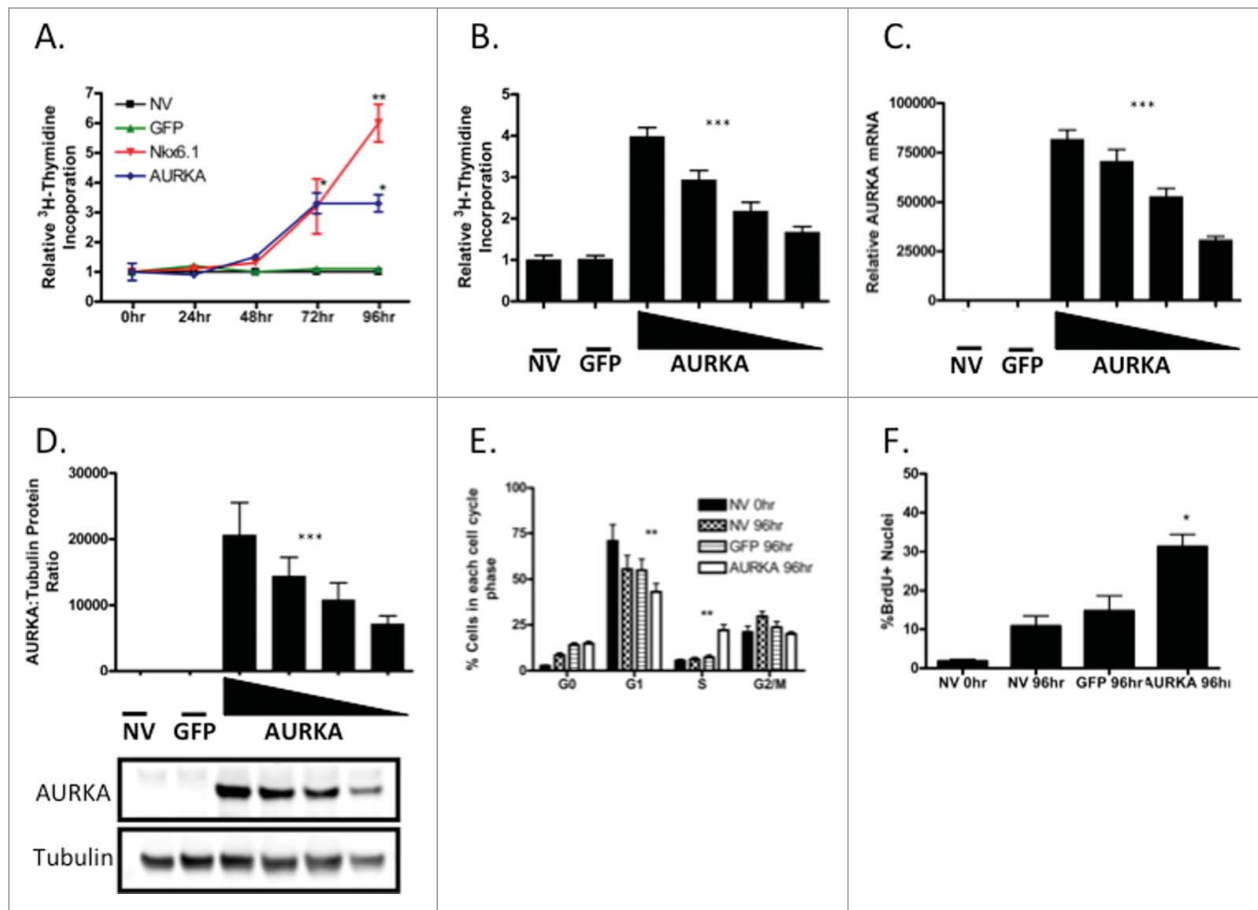 A.
Relative ³H-Thymidine
Incoporation
7
6
5
4
3
2
1
0
NV
GFP
Nkx6.1
AURKA
**
*
*
0hr 24hr 48hr 72hr 96hr
B.
Relative ³H-Thymidine
Incorporation
5
4
3
2
1
0
***
NV GFP AURKA
C.
Relative AURKA mRNA
100000
75000
50000
25000
0
***
NV GFP AURKA
D.
AURKA:Tubulin Protein
Ratio
30000
20000
10000
0
***
NV GFP AURKA
AURKA
Tubulin
E.
% Cells in each cell cycle
phase
100
75
50
25
0
NV 0hr
NV 96hr
GFP 96hr
AURKA 96hr
**
**
G0 G1 S G2/M
F.
%BrdU+ Nuclei
50
40
30
20
10
0
*
NV 0hr NV 96hr GFP 96hr AURKA 96hr